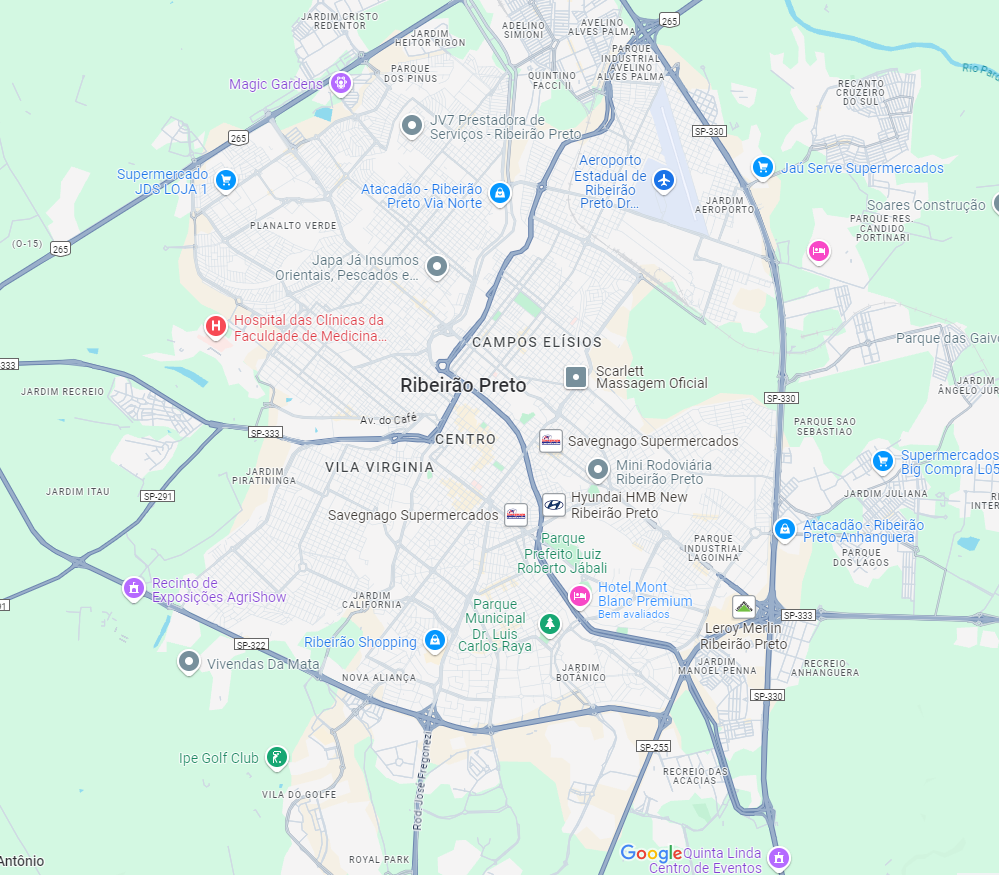 JARDIM CRISTO
REDENTOR
ADELINO
SIMIONI
AVELINO
ALVES PALMA
265
JARDIM
HEITOR RIGON
PARQUE
INDUSTRIAL
AVELINO
ALVES PALMA
PARQUE
DOS PINUS
QUINTINO
FACCI II
Rio Par
Magic Gardens
RECANTO
CRUZEIRO
DO SUL
JV7 Prestadora de
Serviços - Ribeirão Preto
265
SP-330
Supermercado
JDS LOJA 1
Atacadão - Ribeirão
Preto Via Norte
Aeroporto
Estadual de
Ribeirão
Preto Dr...
Jaú Serve Supermercados
JARDIM
AEROPORTO
Soares Construção
PLANALTO VERDE
PARQUE RES.
CÂNDIDO
PORTINARI
(O-15)
265
Japa Já Insumos
Orientais, Pescados e...
H
Hospital das Clínicas da
Faculdade de Medicina...
CAMPOS ELÍSIOS
Parque das Gaivo
333
Ribeirão Preto
Scarlett
Massagem Oficial
JARDIM
ÂNGELO JUR
JARDIM RECREIO
SP-330
Av. do Café
SP-333
CENTRO
Savegnago Supermercados
PARQUE SAO
SEBASTIAO
VILA VIRGINIA
Mini Rodoviária
Ribeirão Preto
Supermercados
Big Compra L05
JARDIM
PIRATININGA
JARDIM ITAU
SP-291
JARDIM JULIANA
Hyundai HMB New
Ribeirão Preto
RI
INTER
Savegnago Supermercados
Atacadão - Ribeirão
Preto Anhanguera
Parque
Prefeito Luiz
Roberto Jábali
PARQUE
INDUSTRIAL
LAGOINHA
PARQUE
DOS LAGOS
Recinto de
Exposições AgriShow
Hotel Mont
Blanc Premium
Bem avaliados
JARDIM
CALIFORNIA
Parque
Municipal
Dr. Luis
Carlos Raya
SP-333
Leroy Merlin
Ribeirão Preto
SP-322
Ribeirão Shopping
Vivendas Da Mata
NOVA ALIANÇA
JARDIM
BOTÂNICO
JARDIM
MANOEL PENNA
RECREIO
ANHANGUERA
SP-330
SP-255
Ipe Golf Club
Rod. José Fregonezi
RECREIO DAS
ACÁCIAS
VILA DO GOLFE
Antônio
ROYAL PARK
Google
Quinta Linda
Centro de Eventos